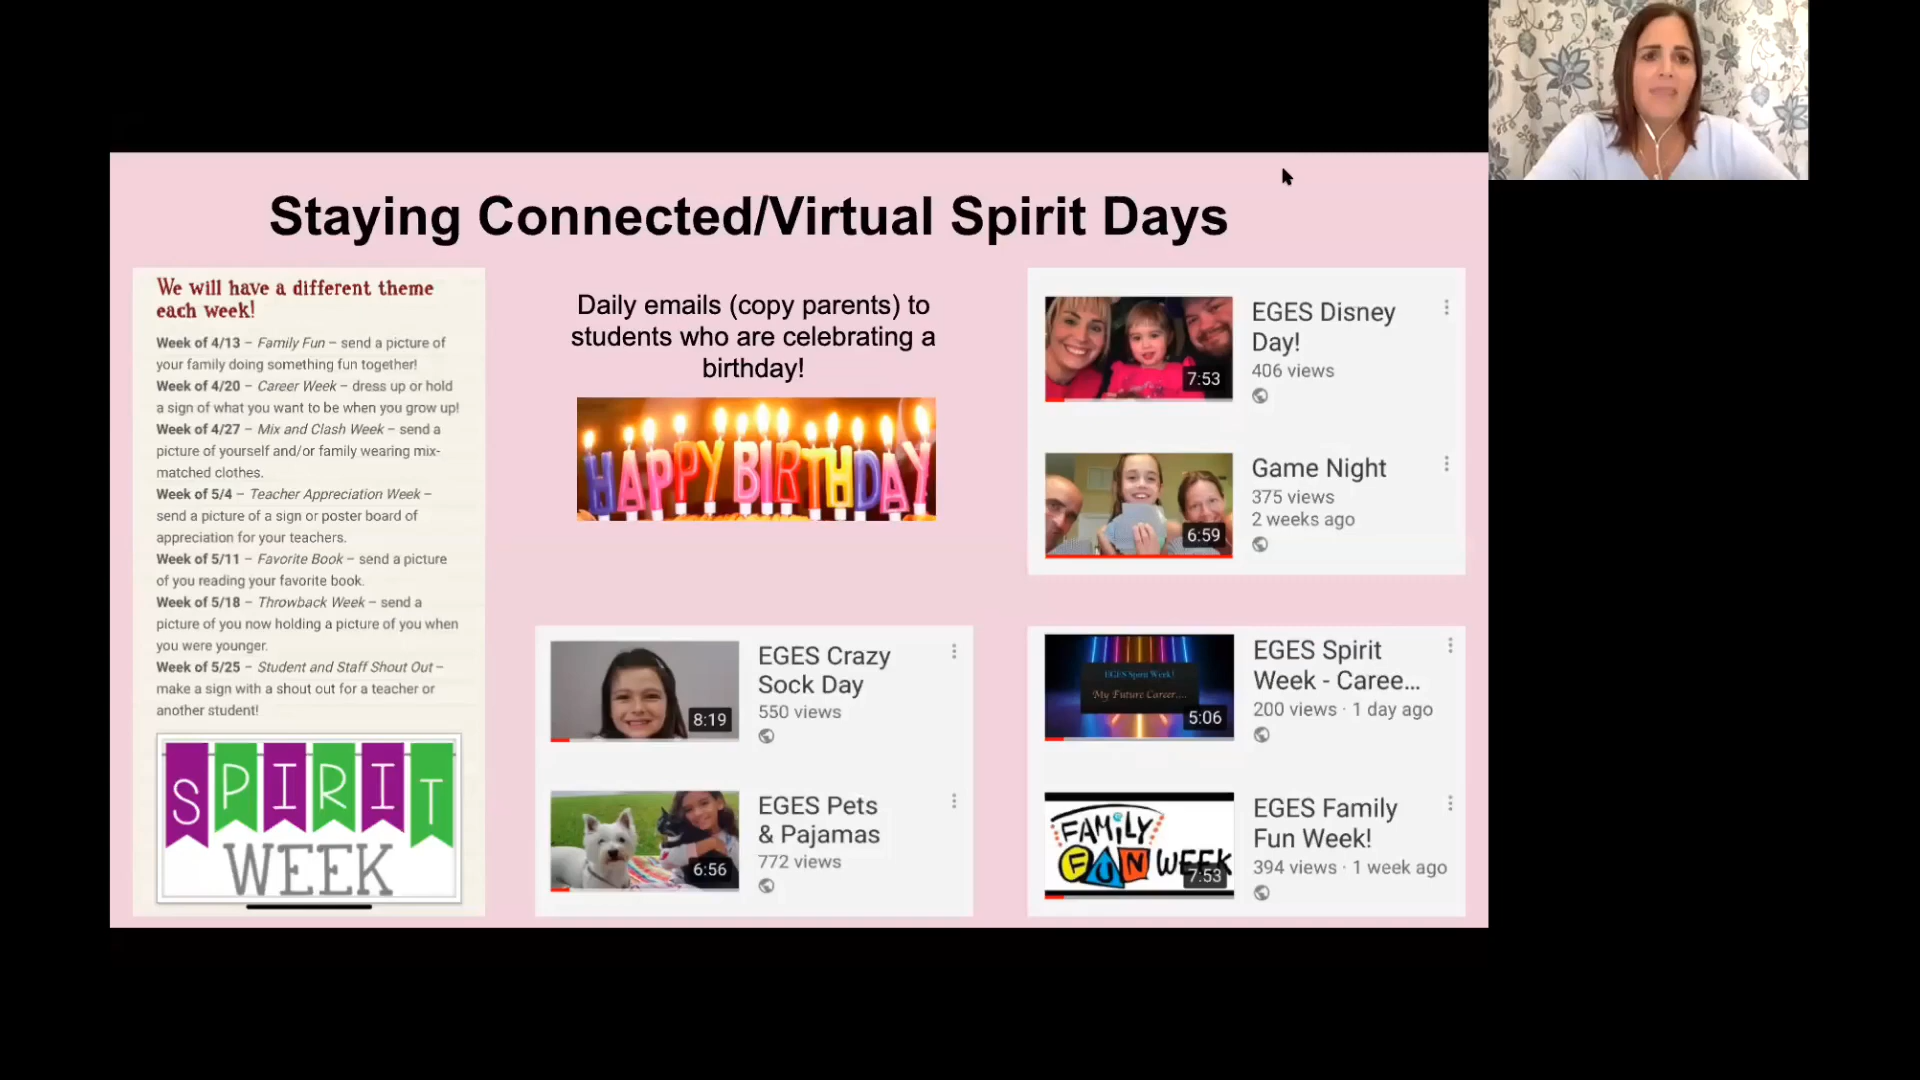 Staying Connected/Virtual Spirit Days
We will have a different theme
each week!
Week of 4/13 – Family Fun – send a picture of
your family doing something fun together!
Week of 4/20 – Career Week – dress up or hold
a sign of what you want to be when you grow up!
Week of 4/27 – Mix and Clash Week – send a
picture of yourself and/or family wearing mix-
matched clothes.
Week of 5/4 – Teacher Appreciation Week –
send a picture of a sign or poster board of
appreciation for your teachers.
Week of 5/11 – Favorite Book – send a picture
of you reading your favorite book.
Week of 5/18 – Throwback Week – send a
picture of you now holding a picture of you when
you were younger.
Week of 5/25 – Student and Staff Shout Out –
make a sign with a shout out for a teacher or
another student!
SPIRIT
WEEK
Daily emails (copy parents) to
students who are celebrating a
birthday!
HAPPY BIRTHDAY
EGES Crazy
Sock Day
550 views
8:19
EGES Pets
& Pajamas
772 views
6:56
EGES Disney
Day!
406 views
7:53
Game Night
375 views
2 weeks ago
6:59
EGES Spirit
Week - Caree...
200 views · 1 day ago
EGES Spirit Week!
My Future Career....
5:06
EGES Family
Fun Week!
394 views · 1 week ago
FAMILY
FUN WEEK
7:53